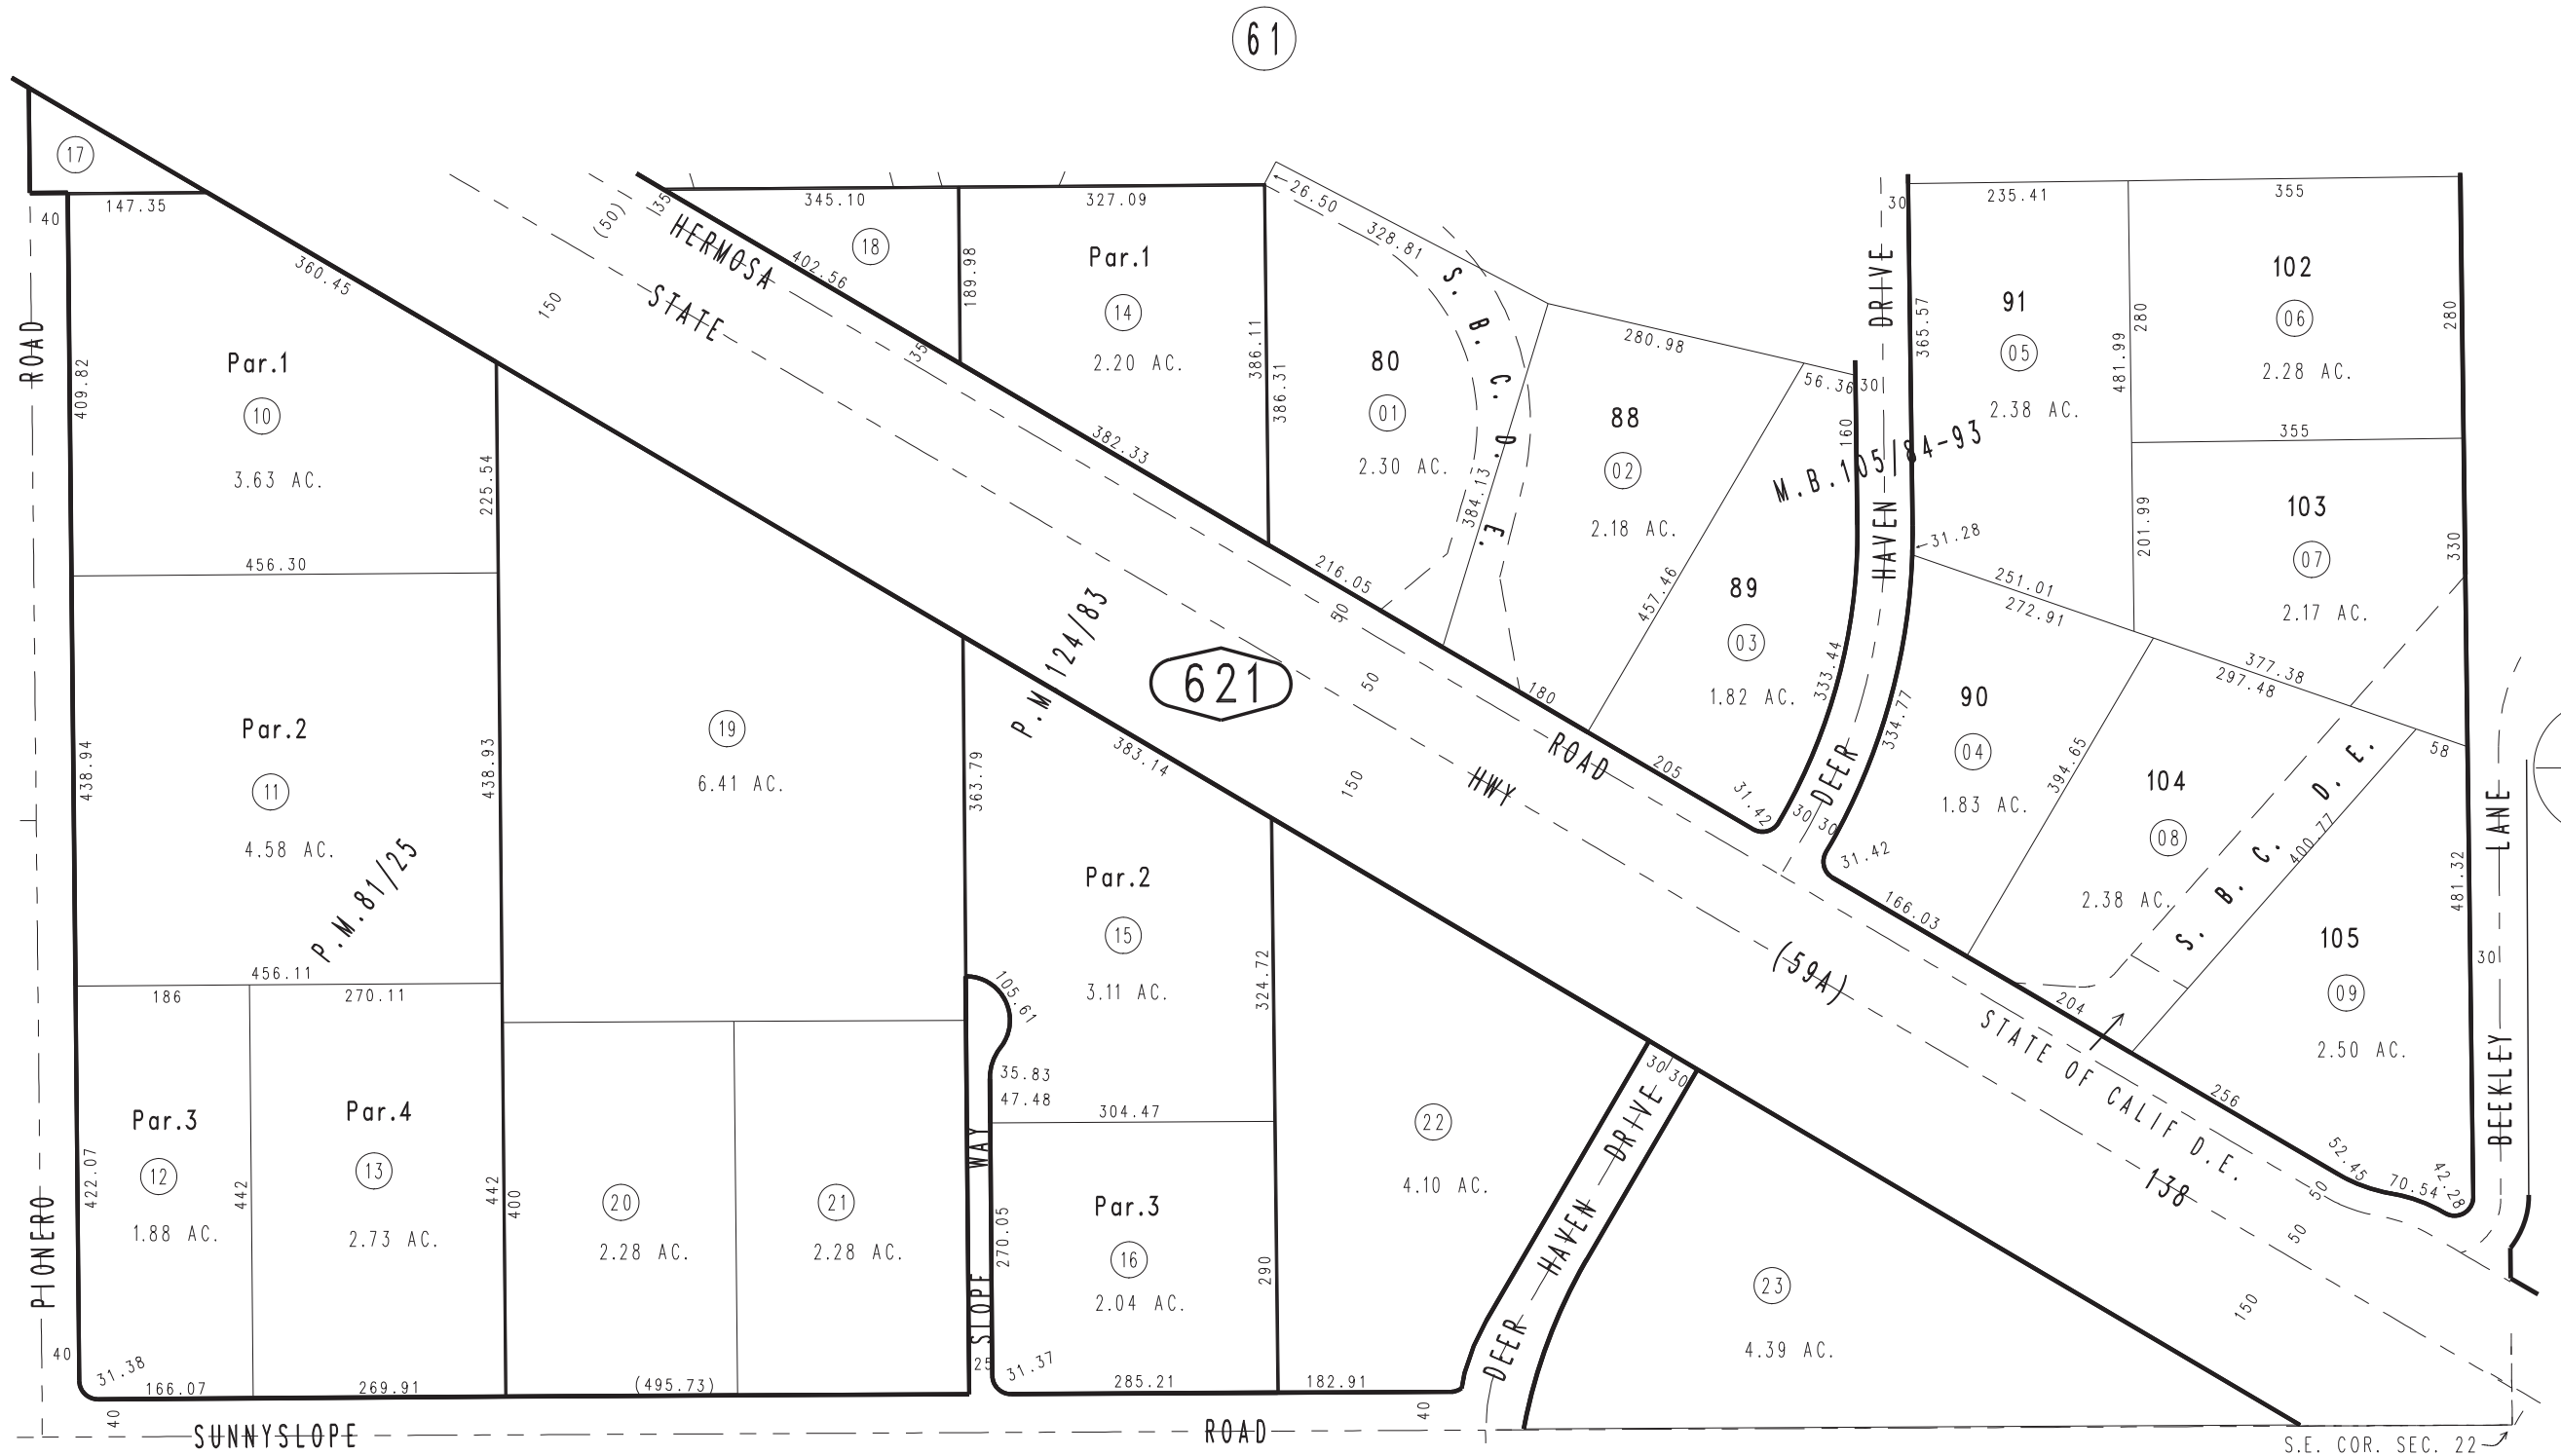 61
17
147.35
40
360.45
ROAD
409.82
Par.1
10
3.63 AC.
225.54
456.30
(50)
35
345.10
18
HERMOSA
402.56
189.98
STATE
150
35
327.09
Par.1
14
2.20 AC.
386.11
386.31
382.33
26.50
328.81
S. B. C. D. E.
80
01
2.30 AC.
384.13
216.05
50
280.98
88
02
2.18 AC.
457.46
180
56.36
30
160
89
03
1.82 AC.
333.44
205
31.42
M.B.105/84-93
30
DRIVE
HAVEN
DEER
30 30
365.57
235.41
91
05
2.38 AC.
481.99
31.28
251.01
272.91
355
102
06
2.28 AC.
280
280
355
103
07
2.17 AC.
201.99
330
377.38
297.48
58
334.77
90
04
1.83 AC.
394.65
31.42
166.03
104
08
2.38 AC.
S. B. C. D. E.
400.77
204
105
09
2.50 AC.
481.32
256
52.45
70.54
42.28
LANE
30
BEEKLEY
438.94
Par.2
11
4.58 AC.
438.93
P.M.81/25
456.11
186
270.11
19
6.41 AC.
363.79
P.M 124/83
621
383.14
50
150
HWY
ROAD
(59A)
STATE OF CALIF D.E.
138
50
50
150
Par.2
15
3.11 AC.
324.72
105.61
35.83
47.48
304.47
PIONERO
422.07
Par.3
12
1.88 AC.
442
Par.4
13
2.73 AC.
442
400
20
2.28 AC.
21
2.28 AC.
WAY
SLOPE
25
270.05
Par.3
16
2.04 AC.
290
22
4.10 AC.
30 30
DRIVE
HAVEN
DEER
23
4.39 AC.
40
31.38
166.07
269.91
(495.73)
31.37
285.21
182.91
40
40
SUNNYSLOPE
ROAD
S.E. COR. SEC. 22